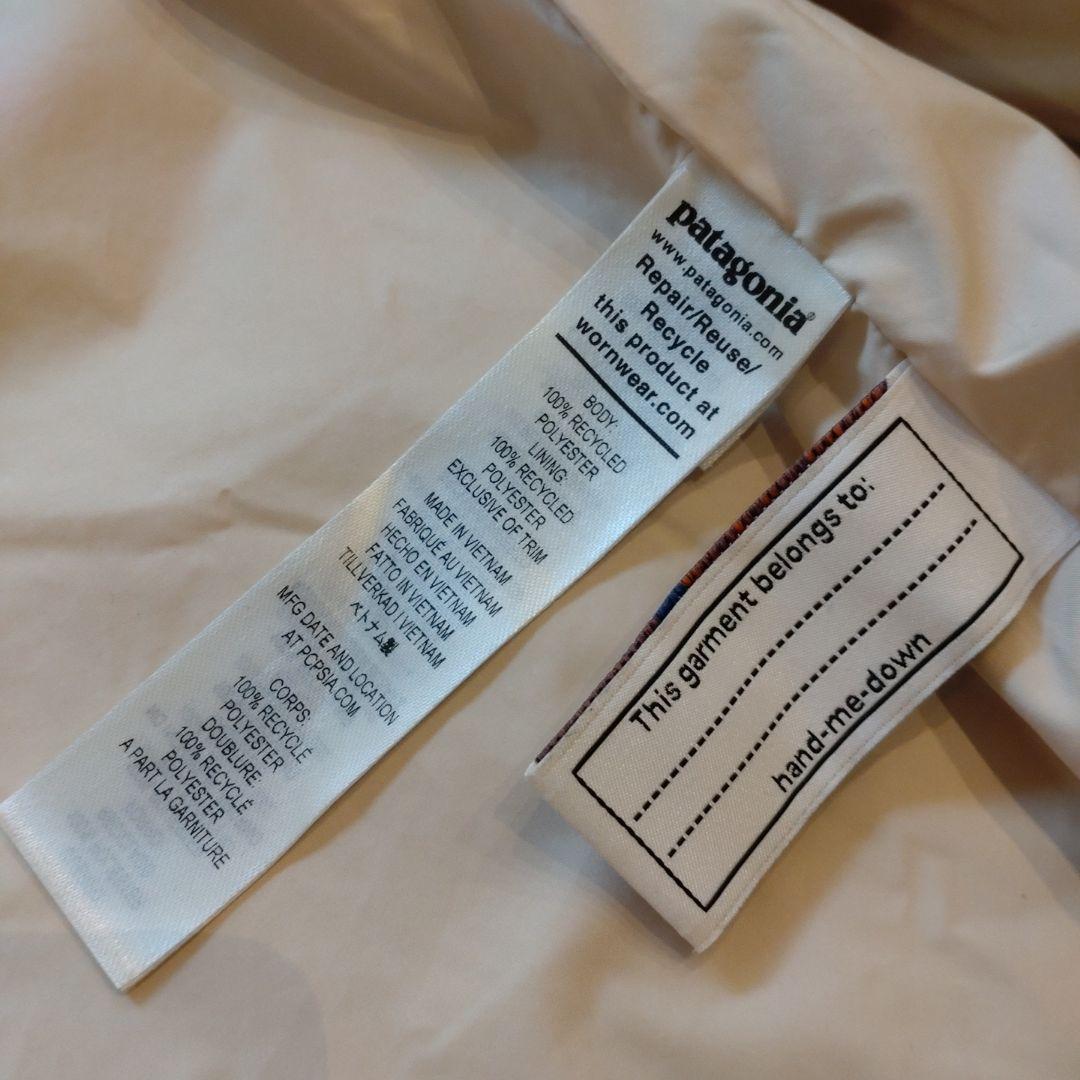 patagonia®
www.patagonia.com
Repair/Reuse/
Recycle
this product at
wornwear.com
BODY:
100% RECYCLED
POLYESTER
LINING:
100% RECYCLED
POLYESTER
EXCLUSIVE OF TRIM
MADE IN VIETNAM
FABRIQUÉ AU VIETNAM
HECHO EN VIETNAM
FATTO IN VIETNAM
TILLVERKAD I VIETNAM
ベトナム製
MFG DATE AND LOCATION
AT PCPSIA.COM
CORPS:
100% RECYCLÉ
POLYESTER
DOUBLURE:
100% RECYCLÉ
POLYESTER
A PART LA GARNITURE
This garment belongs to:
hand-me-down